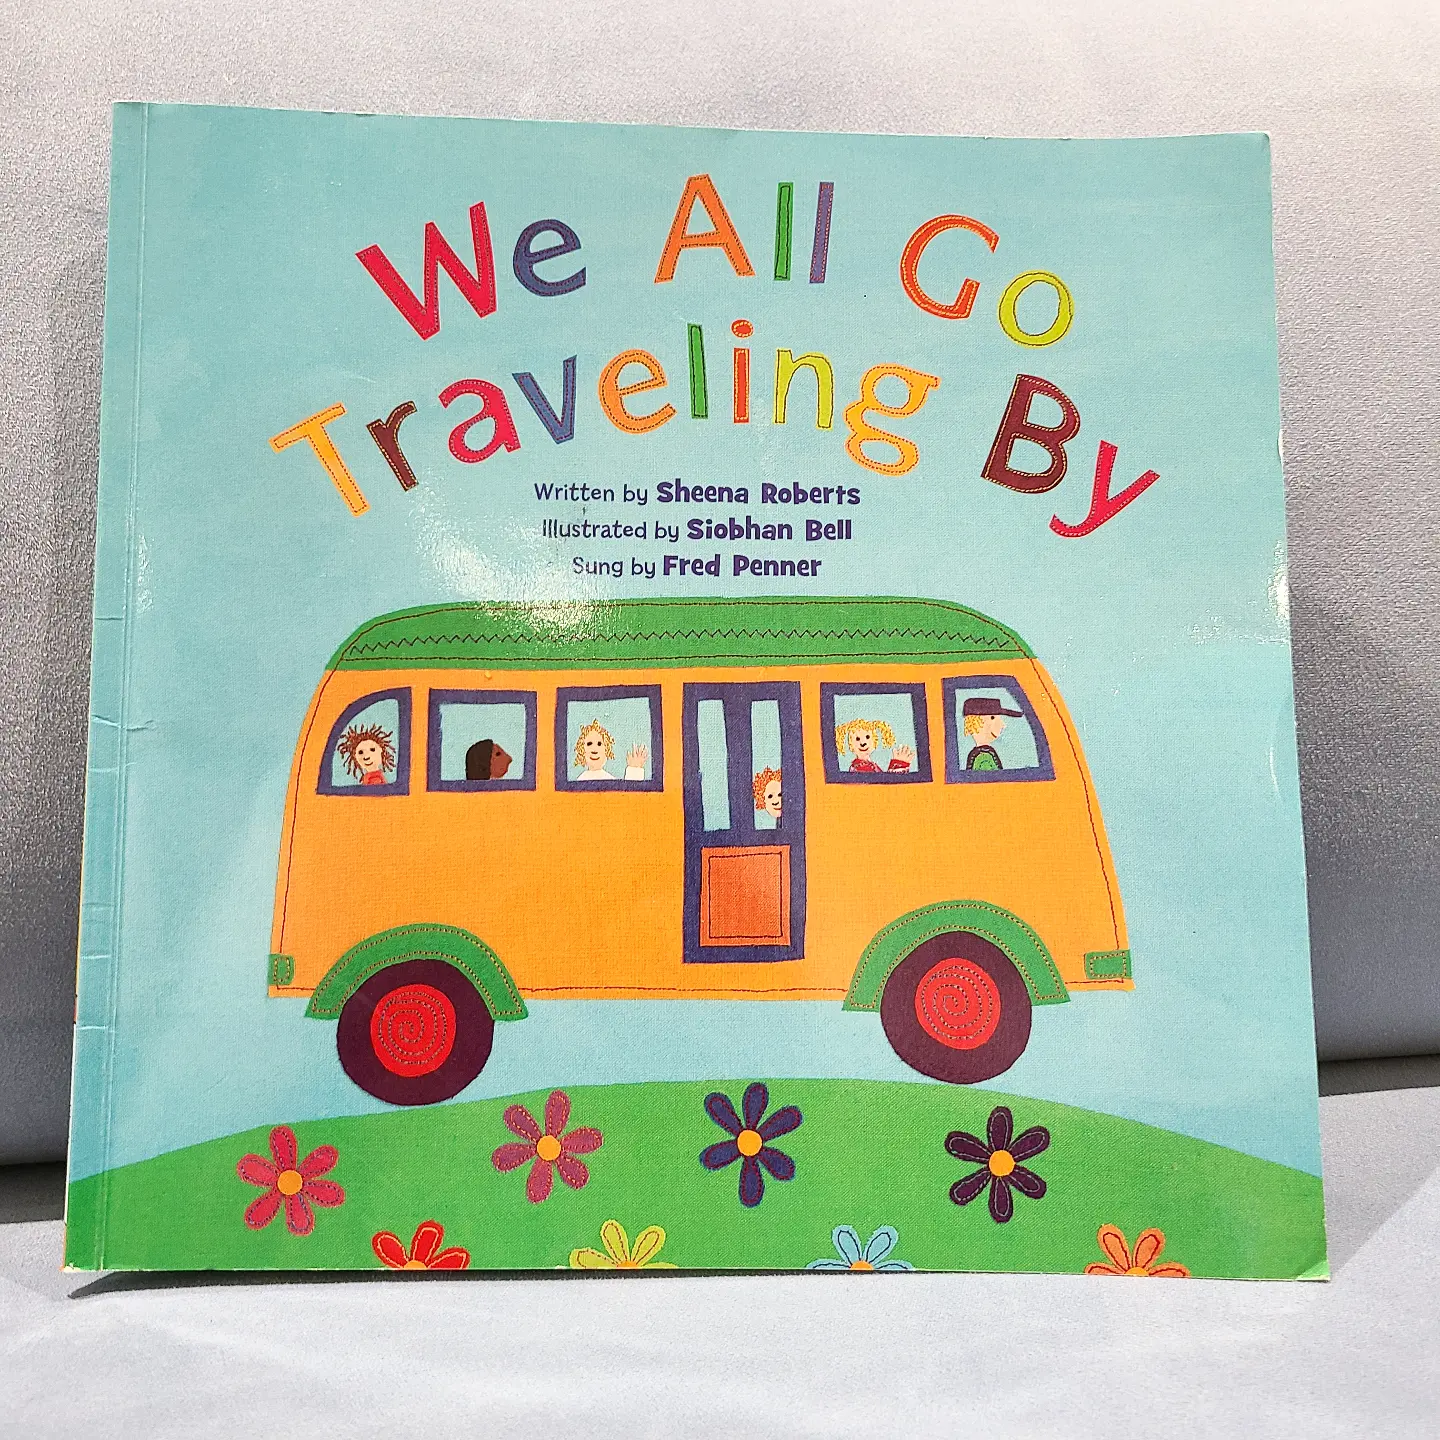 We All Go
Traveling By
Written by Sheena Roberts
Illustrated by Siobhan Bell
Sung by Fred Penner